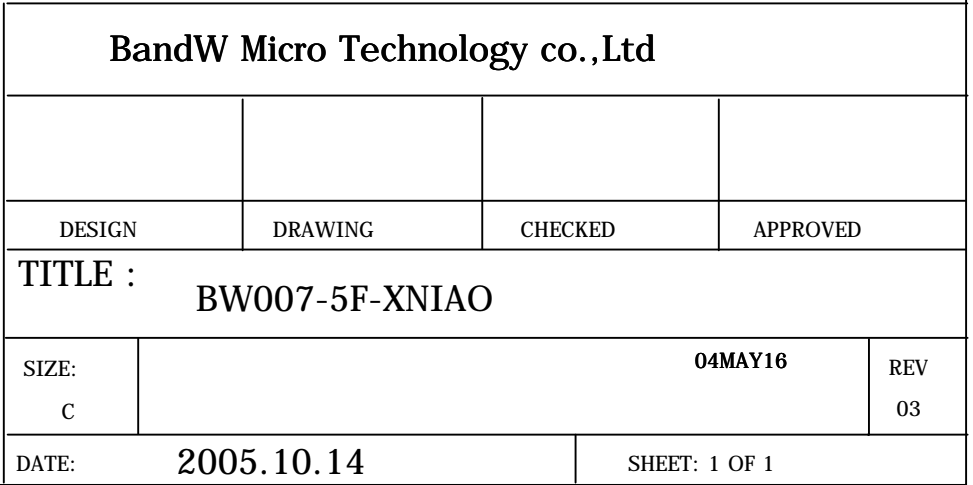 BandW Micro Technology co.,Ltd
DESIGN DRAWING CHECKED APPROVED
TITLE :
BW007-5F-XNIAO
SIZE: 04MAY16 REV
C 03
DATE: 2005.10.14 SHEET: 1 OF 1